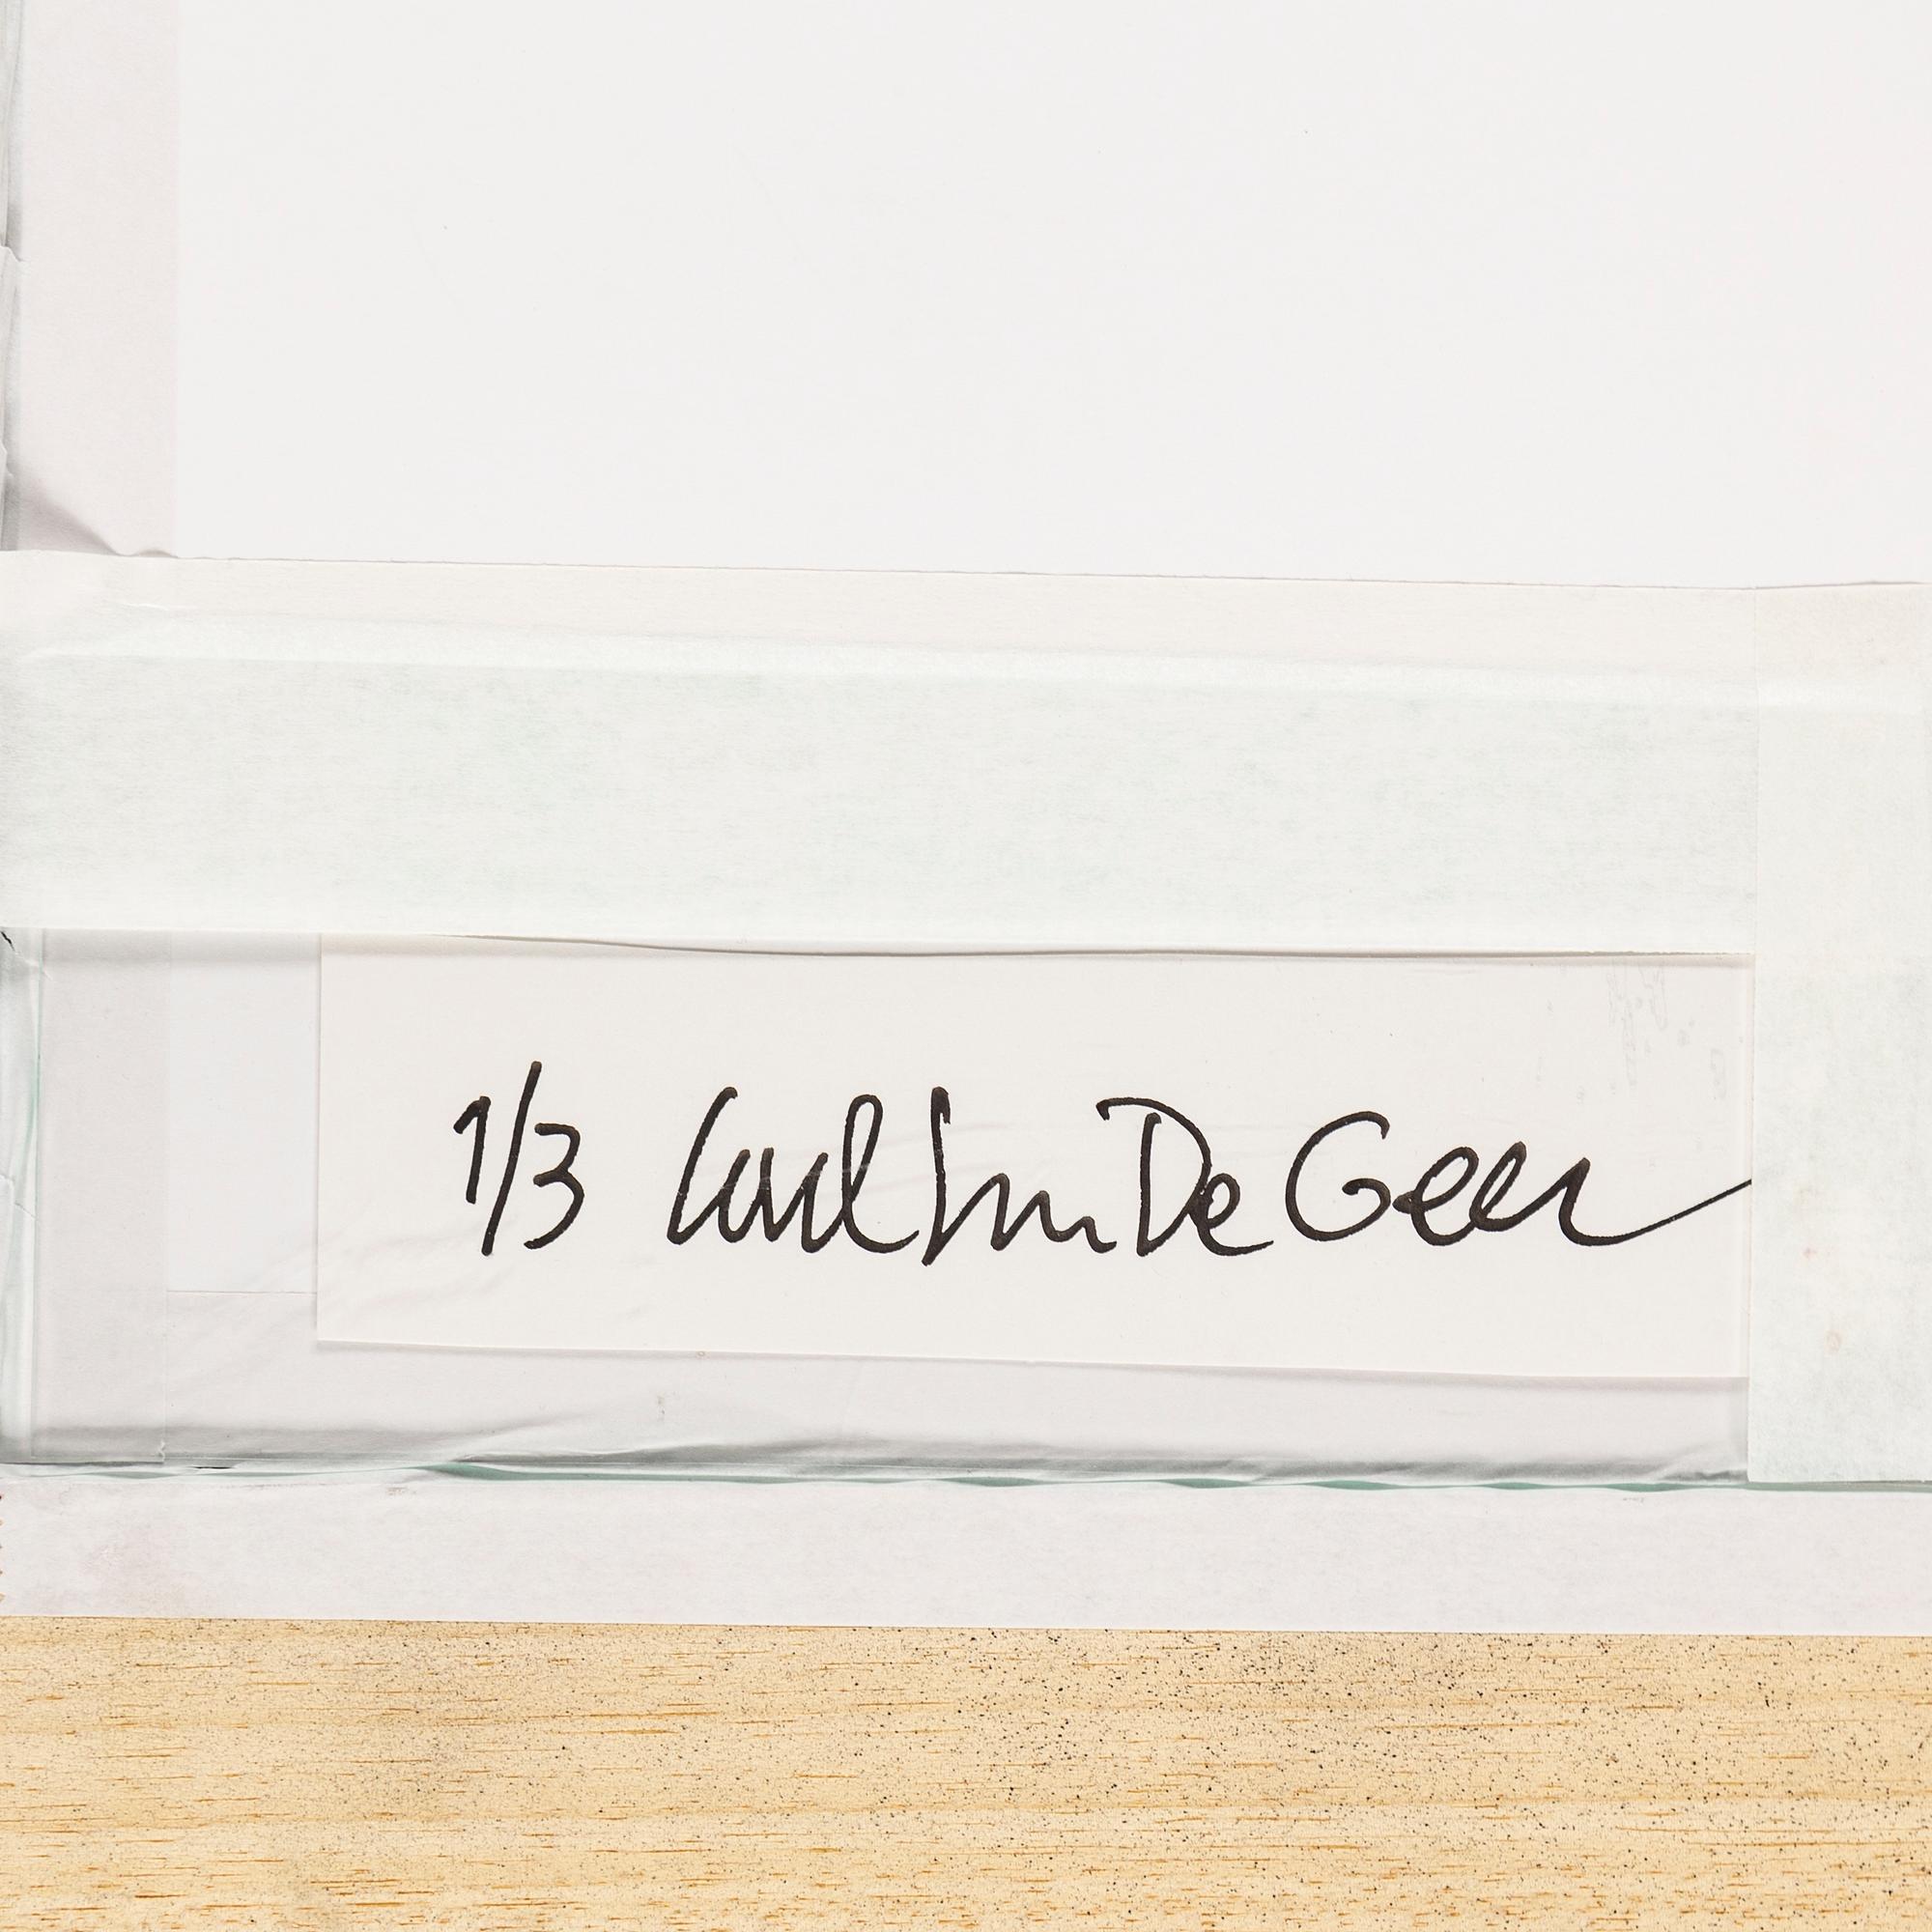 1/3 Carl Johan De Geer